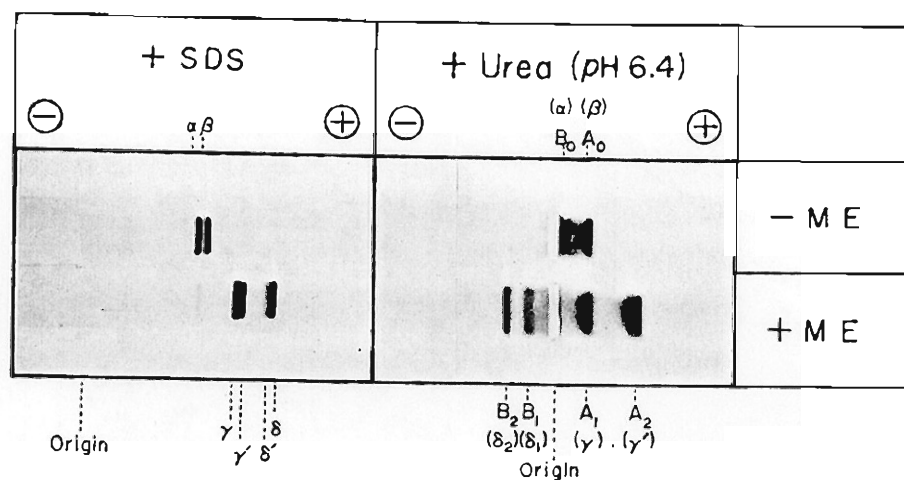 + SDS
+ Urea (pH 6.4)
⊖ α β ⊕
⊖ (α) (β) ⊕
B₀ A₀
− M E
+ M E
γ δ
γ′ δ′
Origin
B₂ B₁ A₁ A₂
(δ₂)(δ₁) (γ) . (γ′)
Origin